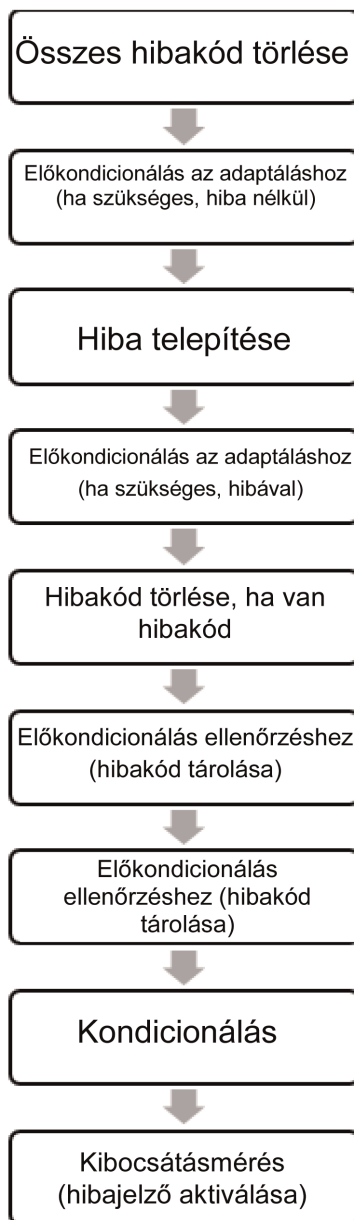 Összes hibakód törlése
Előkondicionálás az adaptáláshoz
(ha szükséges, hiba nélkül)
Hiba telepítése
Előkondicionálás az adaptáláshoz
(ha szükséges, hibával)
Hibakód törlése, ha van
hibakód
Előkondicionálás ellenőrzéshez
(hibakód tárolása)
Előkondicionálás
ellenőrzéshez (hibakód
tárolása)
Kondicionálás
Kibocsátásmérés
(hibajelző aktiválása)